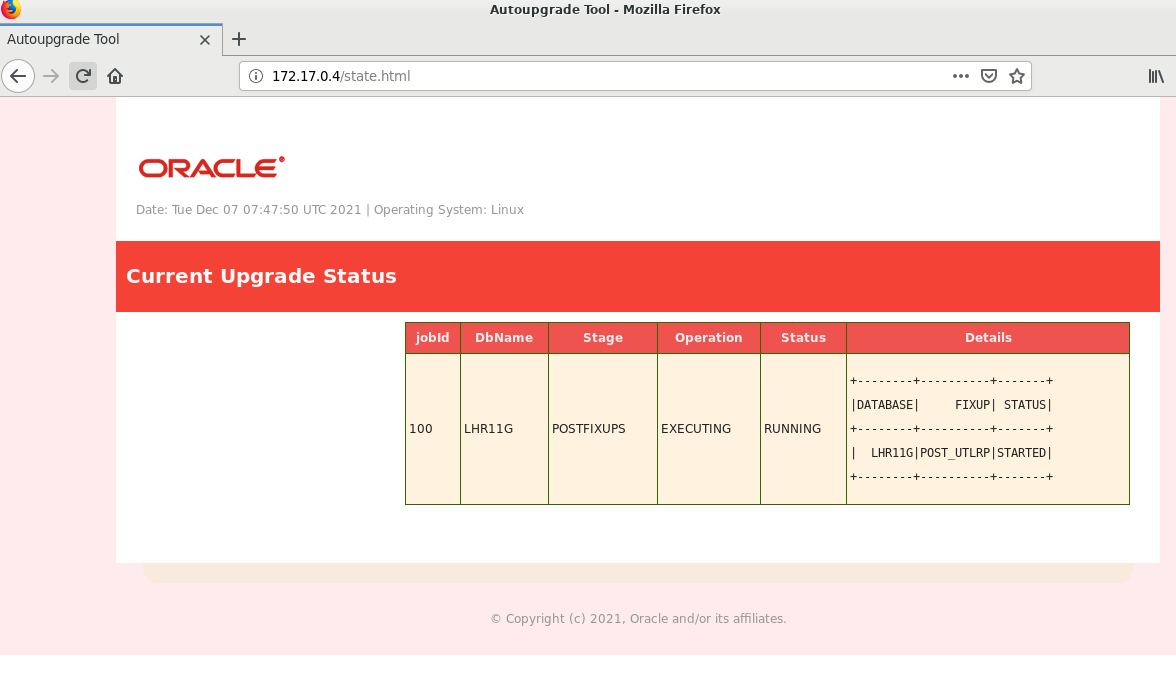 Autoupgrade Tool - Mozilla Firefox
Autoupgrade Tool
172.17.0.4/state.html
ORACLE®
Date: Tue Dec 07 07:47:50 UTC 2021 | Operating System: Linux
Current Upgrade Status
jobId DbName Stage Operation Status Details
+--------+----------+-------+
|DATABASE|     FIXUP| STATUS|
+--------+----------+-------+
100 LHR11G POSTFIXUPS EXECUTING RUNNING
|  LHR11G|POST_UTLRP|STARTED|
+--------+----------+-------+
© Copyright (c) 2021, Oracle and/or its affiliates.